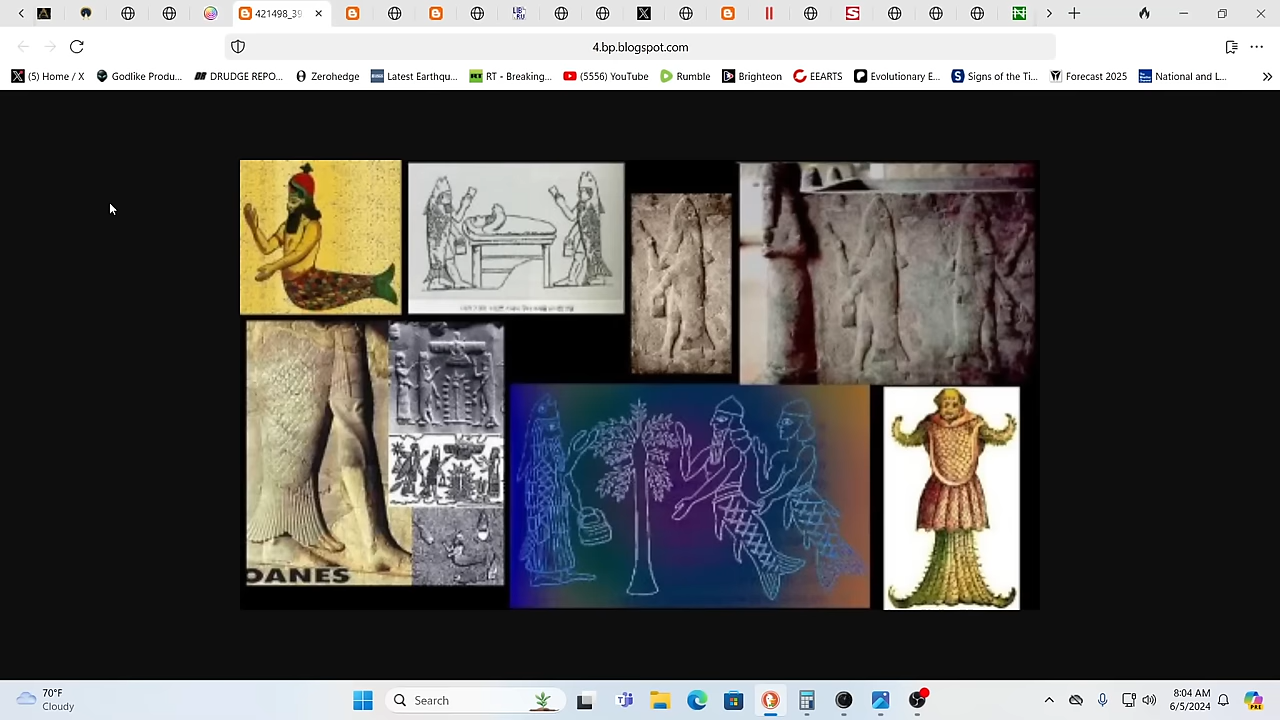 421498_39
4.bp.blogspot.com
(5) Home / X
Godlike Produ...
DRUDGE REPO...
Zerohedge
Latest Earthqu...
RT - Breaking...
(5556) YouTube
Rumble
Brighteon
EEARTS
Evolutionary E...
Signs of the Ti...
Forecast 2025
National and L...
OANES
70°F
Cloudy
Search
8:04 AM
6/5/2024